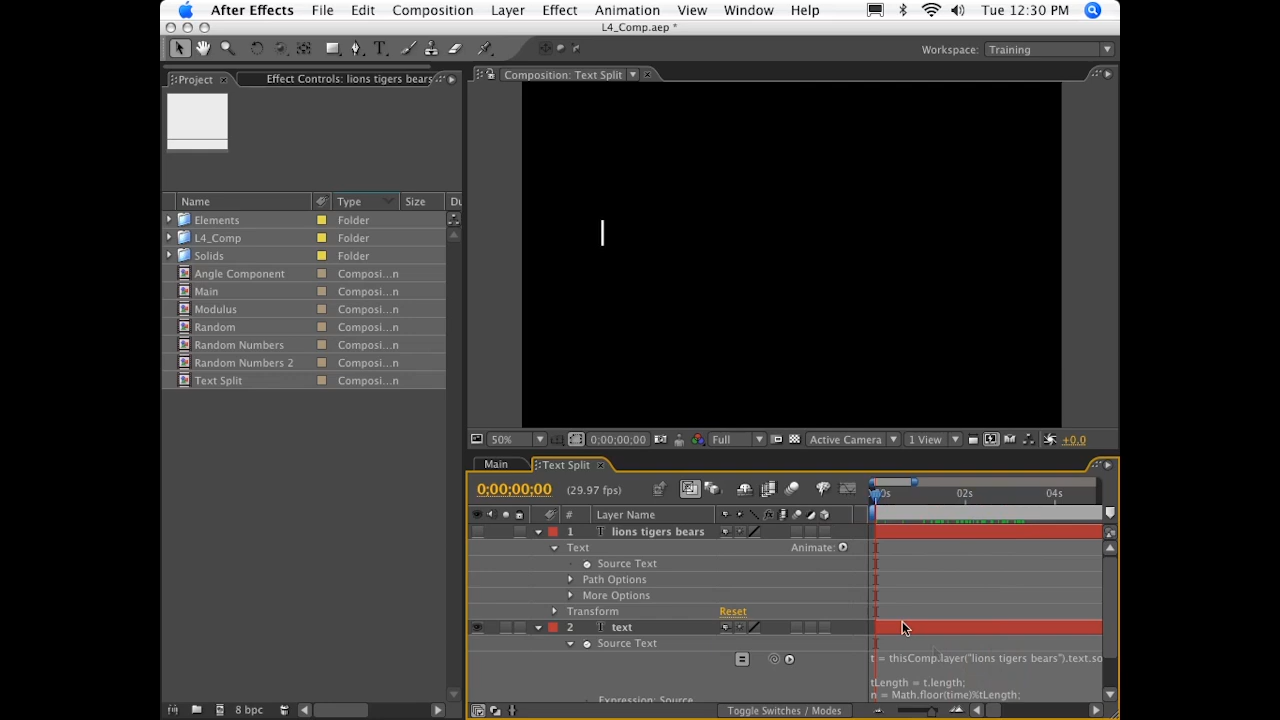 After Effects File Edit Composition Layer Effect Animation View Window Help Tue 12:30 PM
L4_Comp.aep *
Workspace: Training
Project Effect Controls: lions tigers bears
Composition: Text Split
Name Type Size Du
Elements Folder
L4_Comp Folder
Solids Folder
Angle Component Composi...n
Main Composi...n
Modulus Composi...n
Random Composi...n
Random Numbers Composi...n
Random Numbers 2 Composi...n
Text Split Composi...n
50% 0;00;00;00 Full Active Camera 1 View +0.0
Main Text Split
0;00;00;00 (29.97 fps) 02s 04s
# Layer Name
1 T lions tigers bears
Text Animate:
Source Text
Path Options
More Options
Transform Reset
2 T text
Source Text
t = thisComp.layer("lions tigers bears").text.so
tLength = t.length;
n = Math.floor(time)%tLength;
Expression: Source
8 bpc Toggle Switches / Modes